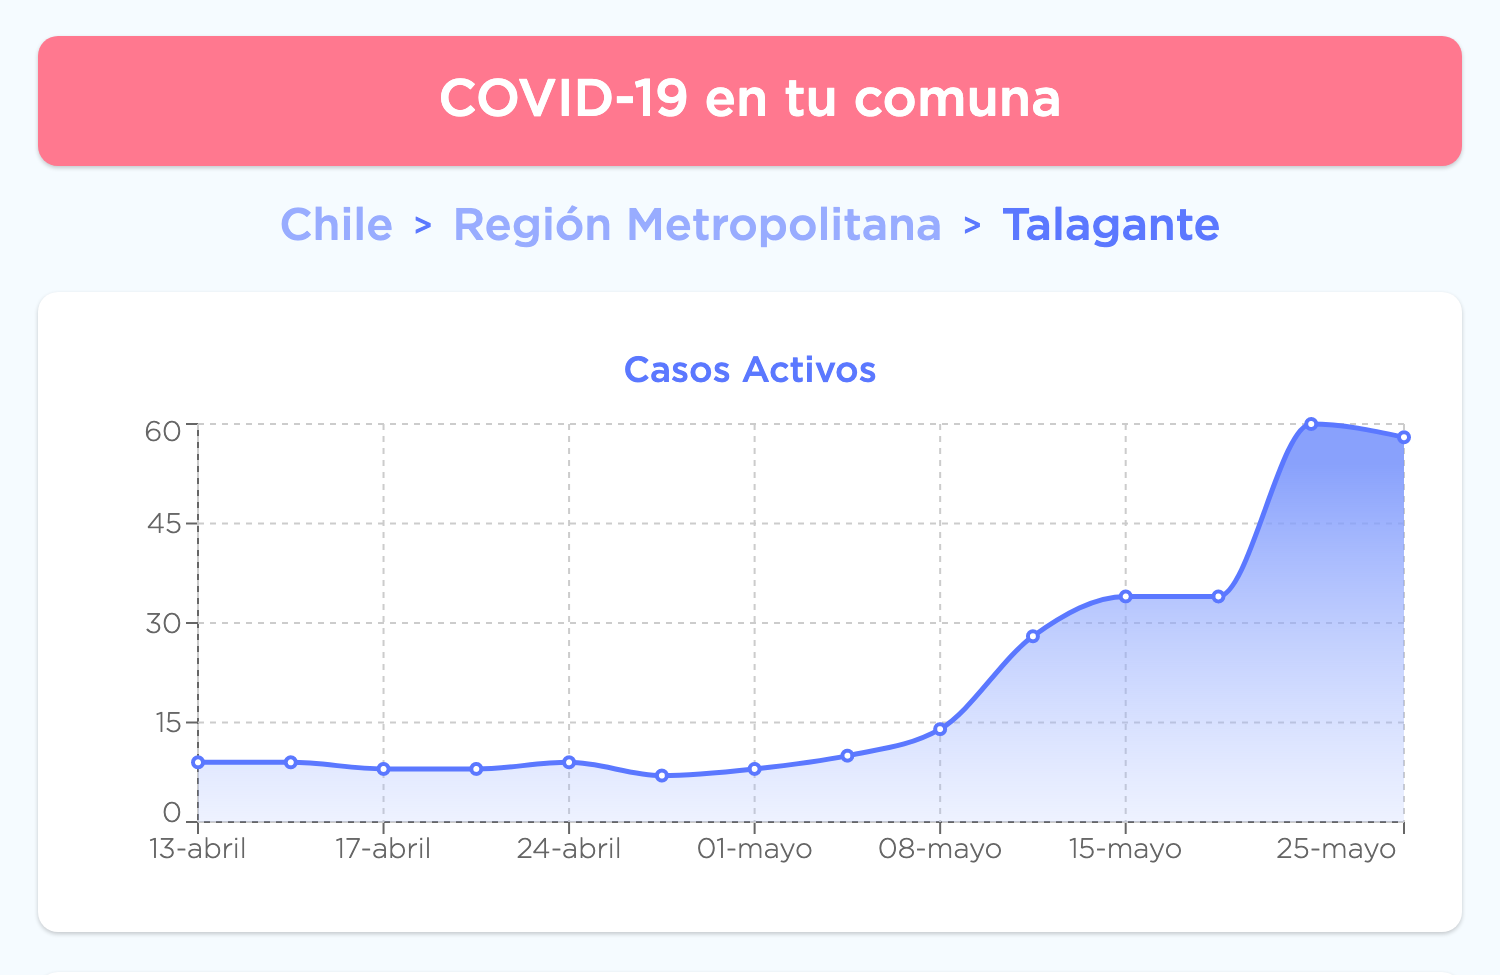 COVID-19 en tu comuna
Chile > Región Metropolitana > Talagante
Casos Activos
60
45
30
15
0
13-abril 17-abril 24-abril 01-mayo 08-mayo 15-mayo 25-mayo